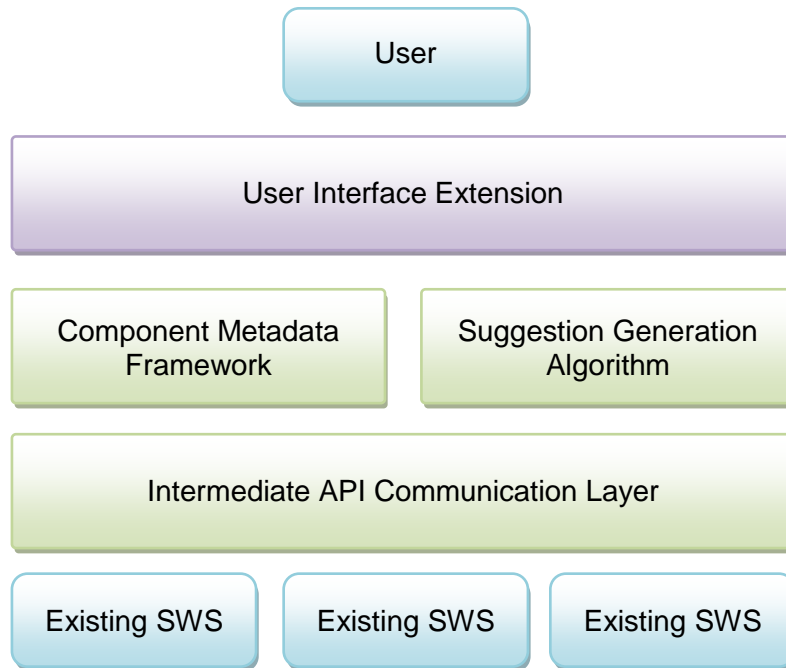 User
User Interface Extension
Component Metadata
Framework
Suggestion Generation
Algorithm
Intermediate API Communication Layer
Existing SWS
Existing SWS
Existing SWS